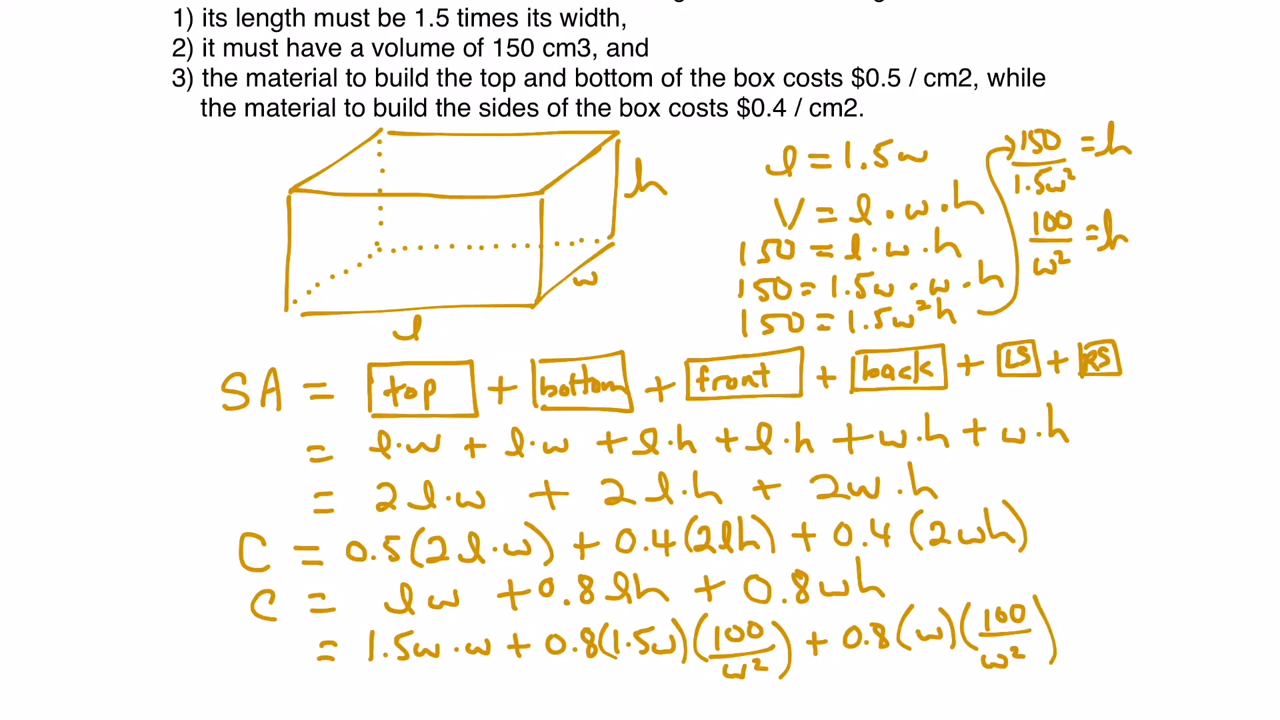 1) its length must be 1.5 times its width,
2) it must have a volume of 150 cm3, and
3) the material to build the top and bottom of the box costs $0.5 / cm2, while
the material to build the sides of the box costs $0.4 / cm2.
h
w
l
l = 1.5w
V = l · w · h
150 = l · w · h
150 = 1.5w · w · h
150 = 1.5w²h
150/1.5w² = h
100/w² = h
SA = top + bottom + front + back + LS + RS
= l·w + l·w + l·h + l·h + w·h + w·h
= 2l·w + 2l·h + 2w·h
C = 0.5(2l·w) + 0.4(2lh) + 0.4(2wh)
C = lw + 0.8lh + 0.8wh
= 1.5w·w + 0.8(1.5w)(100/w²) + 0.8(w)(100/w²)